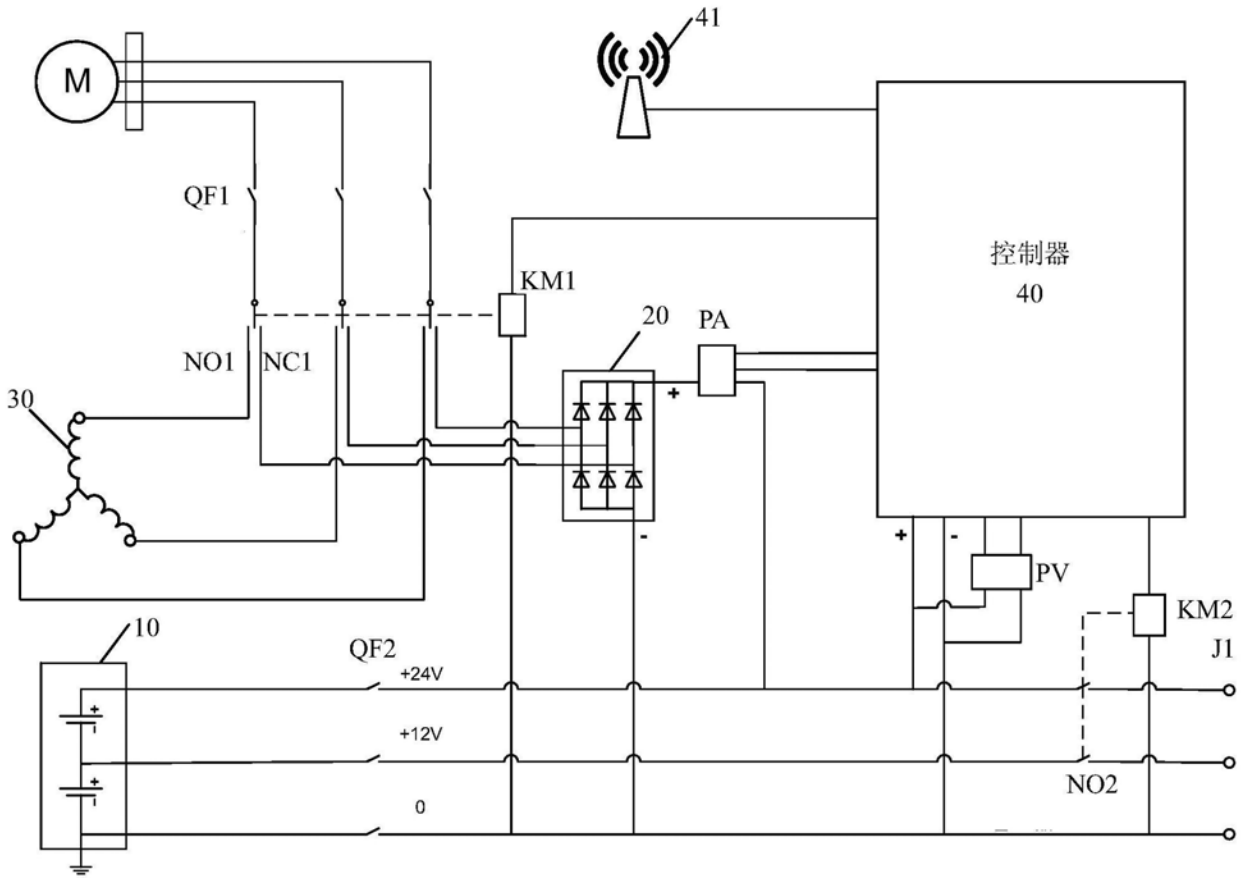 41
M
QF1
控制器
40
KM1
20
PA
NO1
NC1
+
30
+
-
-
PV
KM2
10
QF2
+24V
J1
+
+12V
+
NO2
0